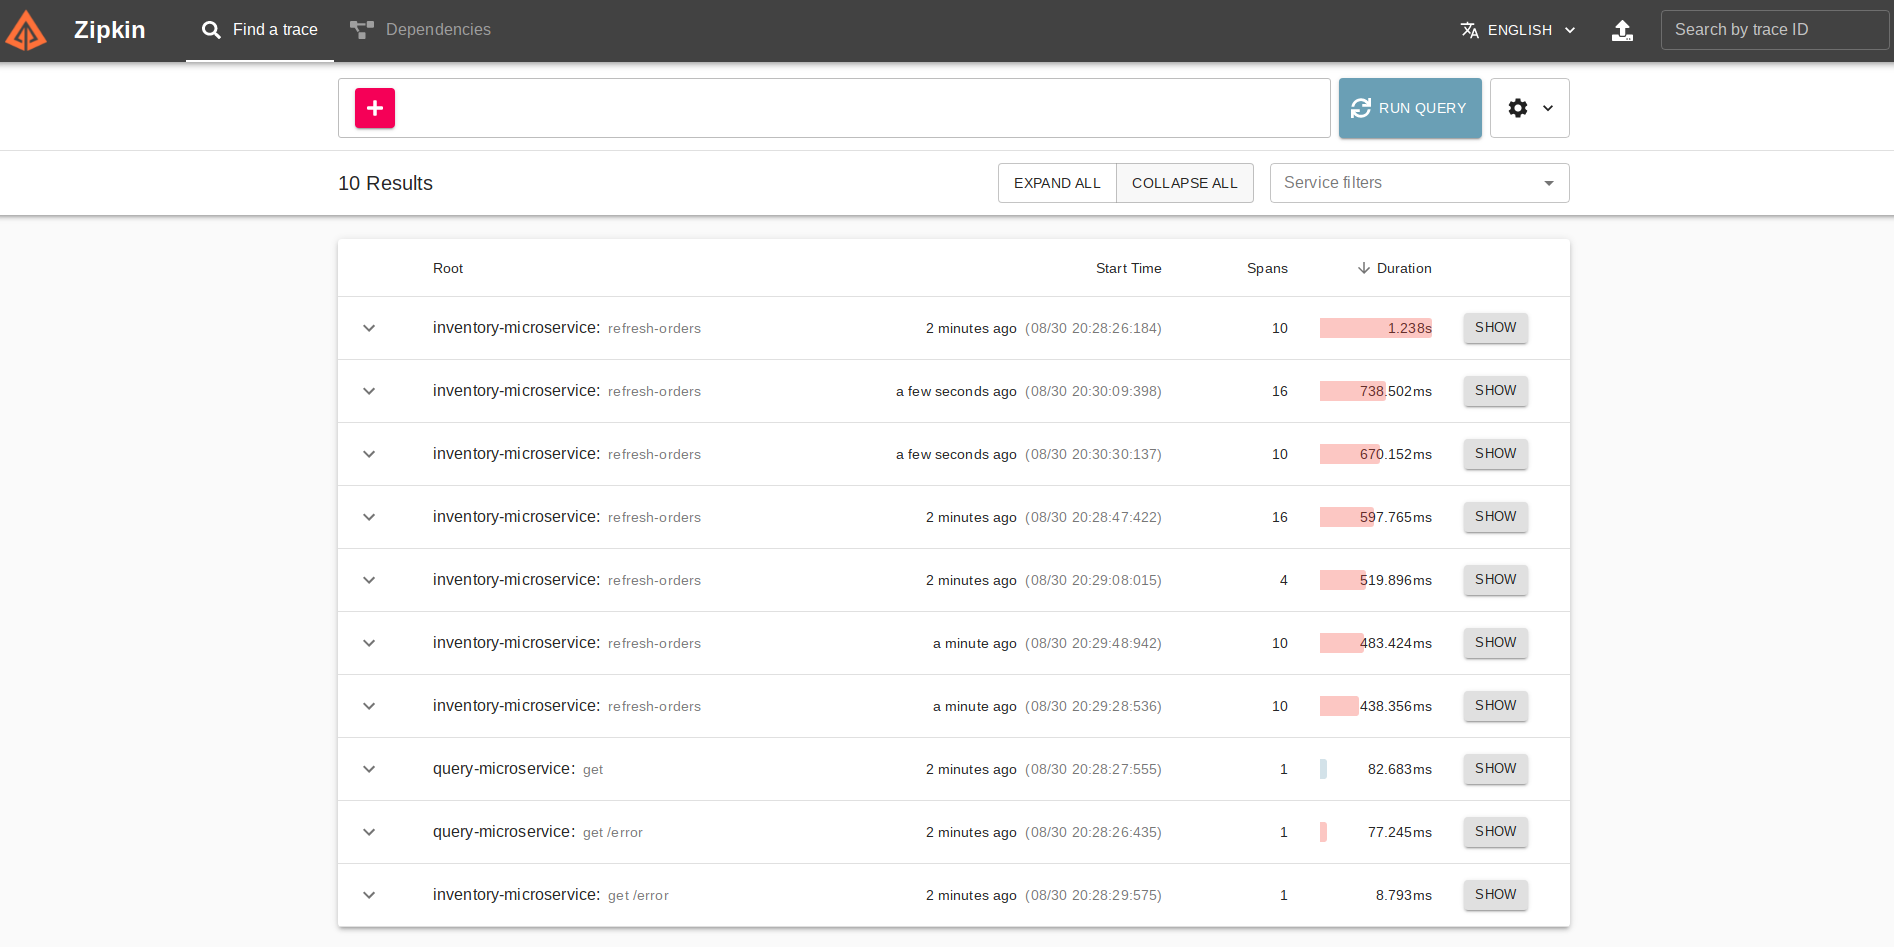 Zipkin Find a trace Dependencies ENGLISH Search by trace ID
RUN QUERY
10 Results EXPAND ALL COLLAPSE ALL Service filters
Root Start Time Spans Duration
inventory-microservice: refresh-orders 2 minutes ago (08/30 20:28:26:184) 10 1.238s SHOW
inventory-microservice: refresh-orders a few seconds ago (08/30 20:30:09:398) 16 738.502ms SHOW
inventory-microservice: refresh-orders a few seconds ago (08/30 20:30:30:137) 10 670.152ms SHOW
inventory-microservice: refresh-orders 2 minutes ago (08/30 20:28:47:422) 16 597.765ms SHOW
inventory-microservice: refresh-orders 2 minutes ago (08/30 20:29:08:015) 4 519.896ms SHOW
inventory-microservice: refresh-orders a minute ago (08/30 20:29:48:942) 10 483.424ms SHOW
inventory-microservice: refresh-orders a minute ago (08/30 20:29:28:536) 10 438.356ms SHOW
query-microservice: get 2 minutes ago (08/30 20:28:27:555) 1 82.683ms SHOW
query-microservice: get /error 2 minutes ago (08/30 20:28:26:435) 1 77.245ms SHOW
inventory-microservice: get /error 2 minutes ago (08/30 20:28:29:575) 1 8.793ms SHOW